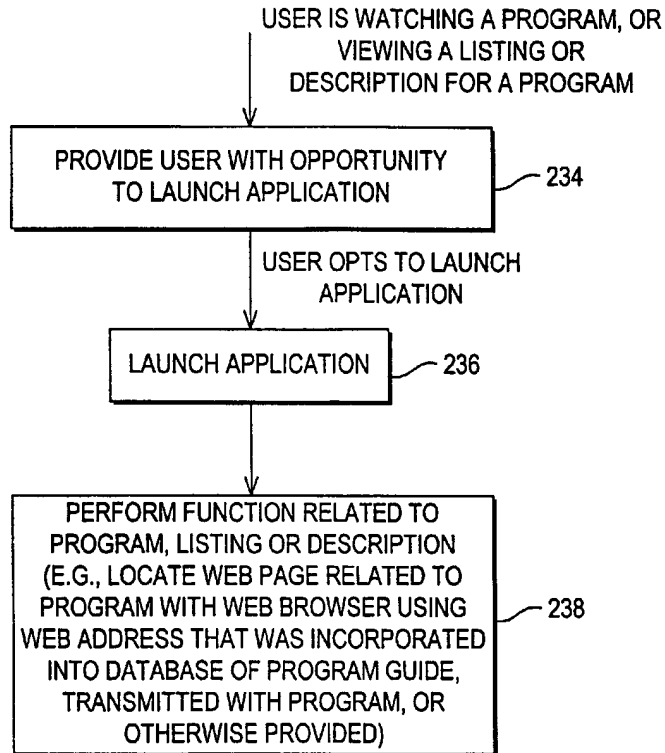 USER IS WATCHING A PROGRAM, OR
VIEWING A LISTING OR
DESCRIPTION FOR A PROGRAM
PROVIDE USER WITH OPPORTUNITY
TO LAUNCH APPLICATION
234
USER OPTS TO LAUNCH
APPLICATION
LAUNCH APPLICATION
236
PERFORM FUNCTION RELATED TO
PROGRAM, LISTING OR DESCRIPTION
(E.G., LOCATE WEB PAGE RELATED TO
PROGRAM WITH WEB BROWSER USING
WEB ADDRESS THAT WAS INCORPORATED
INTO DATABASE OF PROGRAM GUIDE,
TRANSMITTED WITH PROGRAM, OR
OTHERWISE PROVIDED)
238